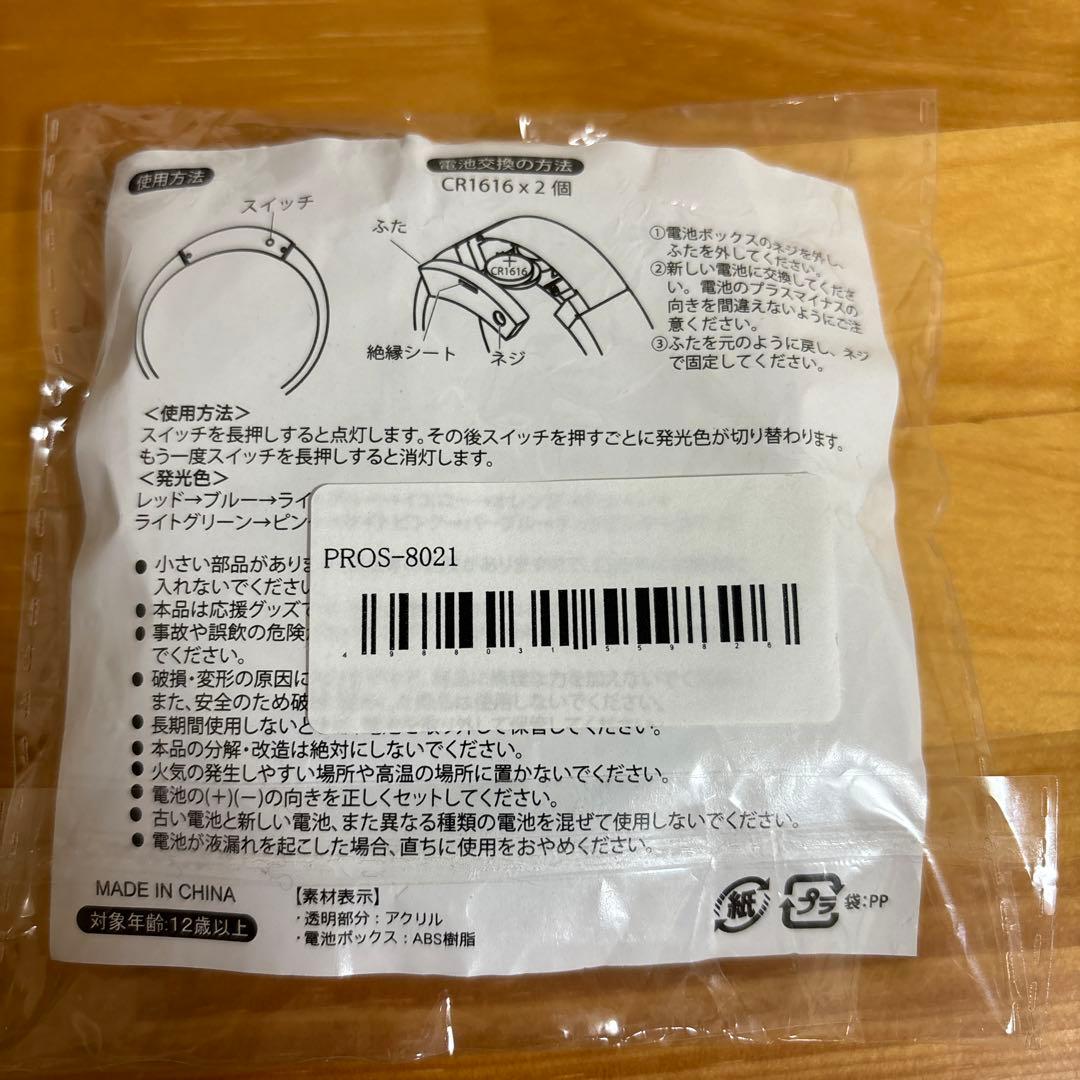 使用方法
スイッチ
電池交換の方法
CR1616 x 2 個
ふた
CR1616
絶縁シート
ネジ
①電池ボックスのネジを外し、
ふたを外してください。
②新しい電池に交換してくださ
い。電池のプラスマイナスの
向きを間違えないようにご注
意ください。
③ふたを元のように戻し、ネジ
で固定してください。
＜使用方法＞
スイッチを長押しすると点灯します。その後スイッチを押すごとに発光色が切り替わります。
もう一度スイッチを長押しすると消灯します。
＜発光色＞
レッド→ブルー→ライ
ライトグリーン→ピン
PROS-8021
4988031559826
●小さい部品がありま
入れないでください
●本品は応援グッズで
●事故や誤飲の危険
でください。
●破損・変形の原因に
また、安全のため破
●長期間使用しないと
●本品の分解・改造は絶対にしないでください。
●火気の発生しやすい場所や高温の場所に置かないでください。
●電池の(+)(−)の向きを正しくセットしてください。
●古い電池と新しい電池、また異なる種類の電池を混ぜて使用しないでください。
●電池が液漏れを起こした場合、直ちに使用をおやめください。
MADE IN CHINA
対象年齢:12歳以上
【素材表示】
・透明部分：アクリル
・電池ボックス：ABS樹脂
紙
プラ
袋:PP